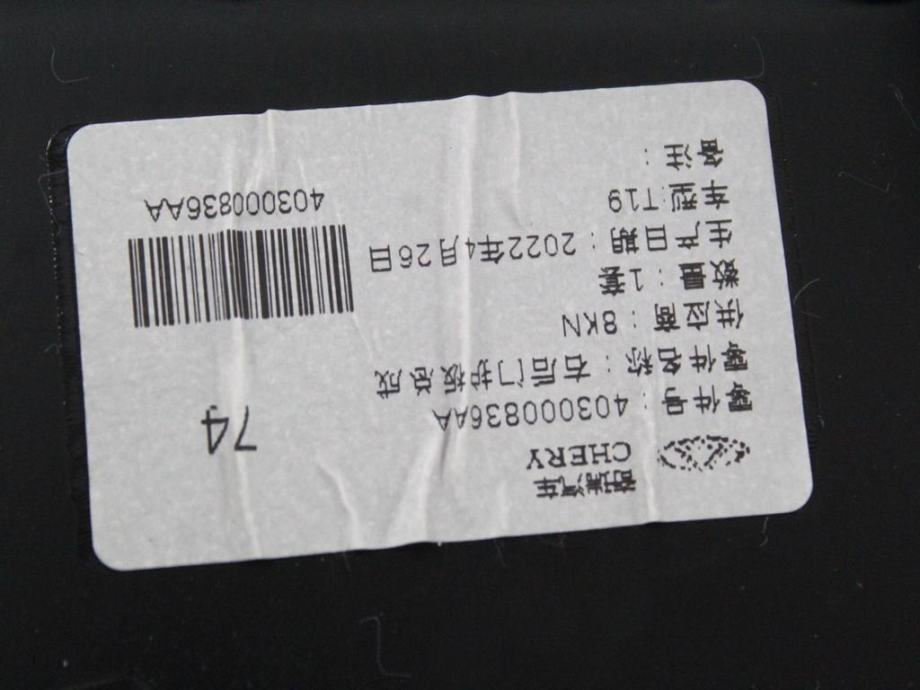 奇瑞汽车
CHERY
74
零件号：403000836AA
零件名称：右后门护板总成
供应商：8KN
数量：1套
生产日期：2022年4月26日
车型:T19
备注：
403000836AA